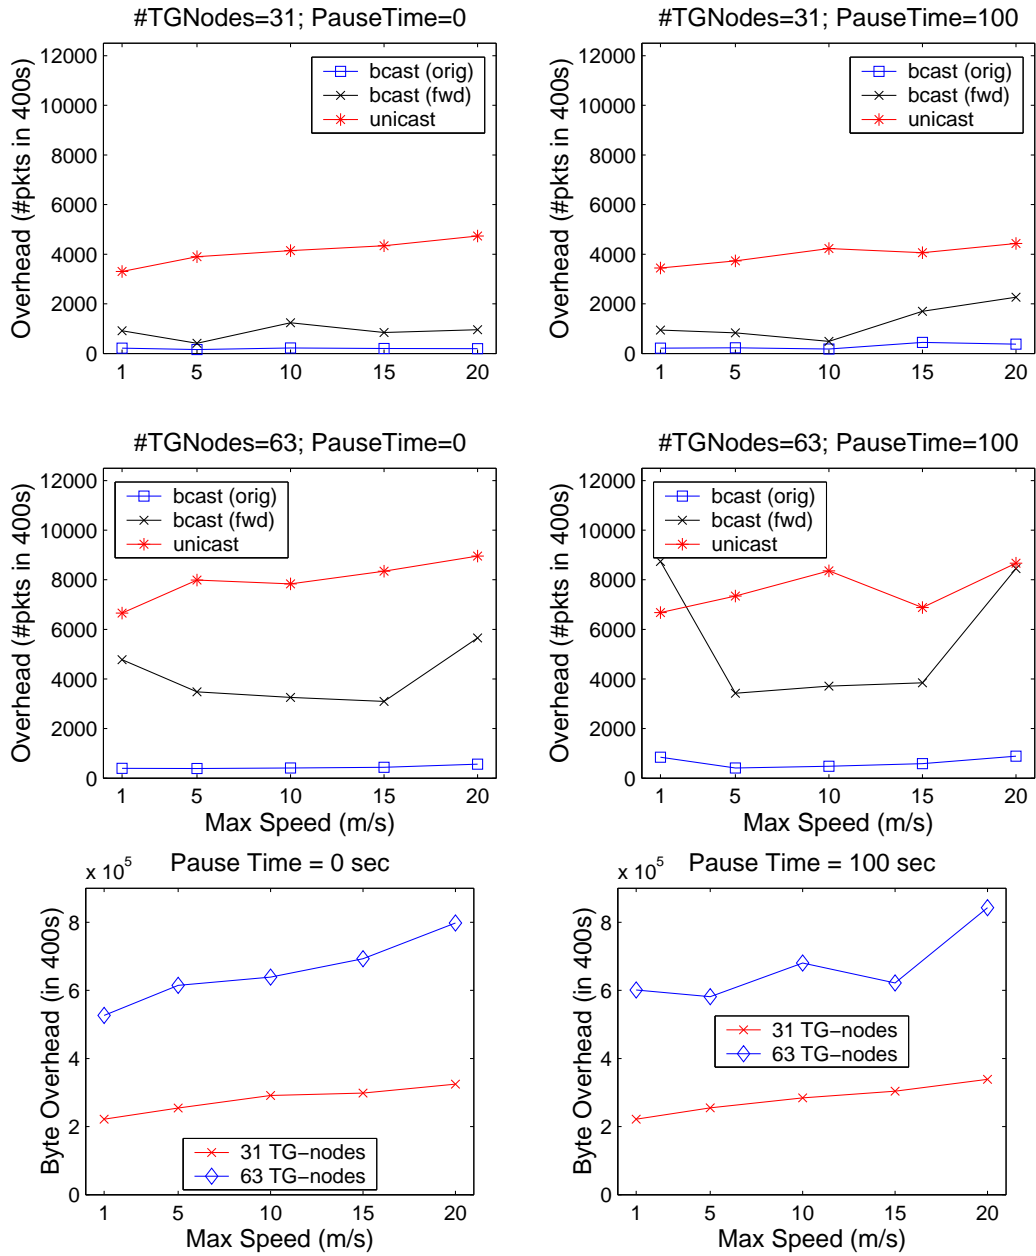 #TGNodes=31; PauseTime=0
Overhead (#pkts in 400s)
12000
10000
8000
6000
4000
2000
0
bcast (orig)
bcast (fwd)
unicast
1 5 10 15 20
#TGNodes=31; PauseTime=100
Overhead (#pkts in 400s)
12000
10000
8000
6000
4000
2000
0
bcast (orig)
bcast (fwd)
unicast
1 5 10 15 20
#TGNodes=63; PauseTime=0
Overhead (#pkts in 400s)
12000
10000
8000
6000
4000
2000
0
bcast (orig)
bcast (fwd)
unicast
1 5 10 15 20
Max Speed (m/s)
#TGNodes=63; PauseTime=100
Overhead (#pkts in 400s)
12000
10000
8000
6000
4000
2000
0
bcast (orig)
bcast (fwd)
unicast
1 5 10 15 20
Max Speed (m/s)
x 10⁵
Pause Time = 0 sec
Byte Overhead (in 400s)
8
6
4
2
0
31 TG−nodes
63 TG−nodes
1 5 10 15 20
Max Speed (m/s)
x 10⁵
Pause Time = 100 sec
Byte Overhead (in 400s)
8
6
4
2
0
31 TG−nodes
63 TG−nodes
1 5 10 15 20
Max Speed (m/s)